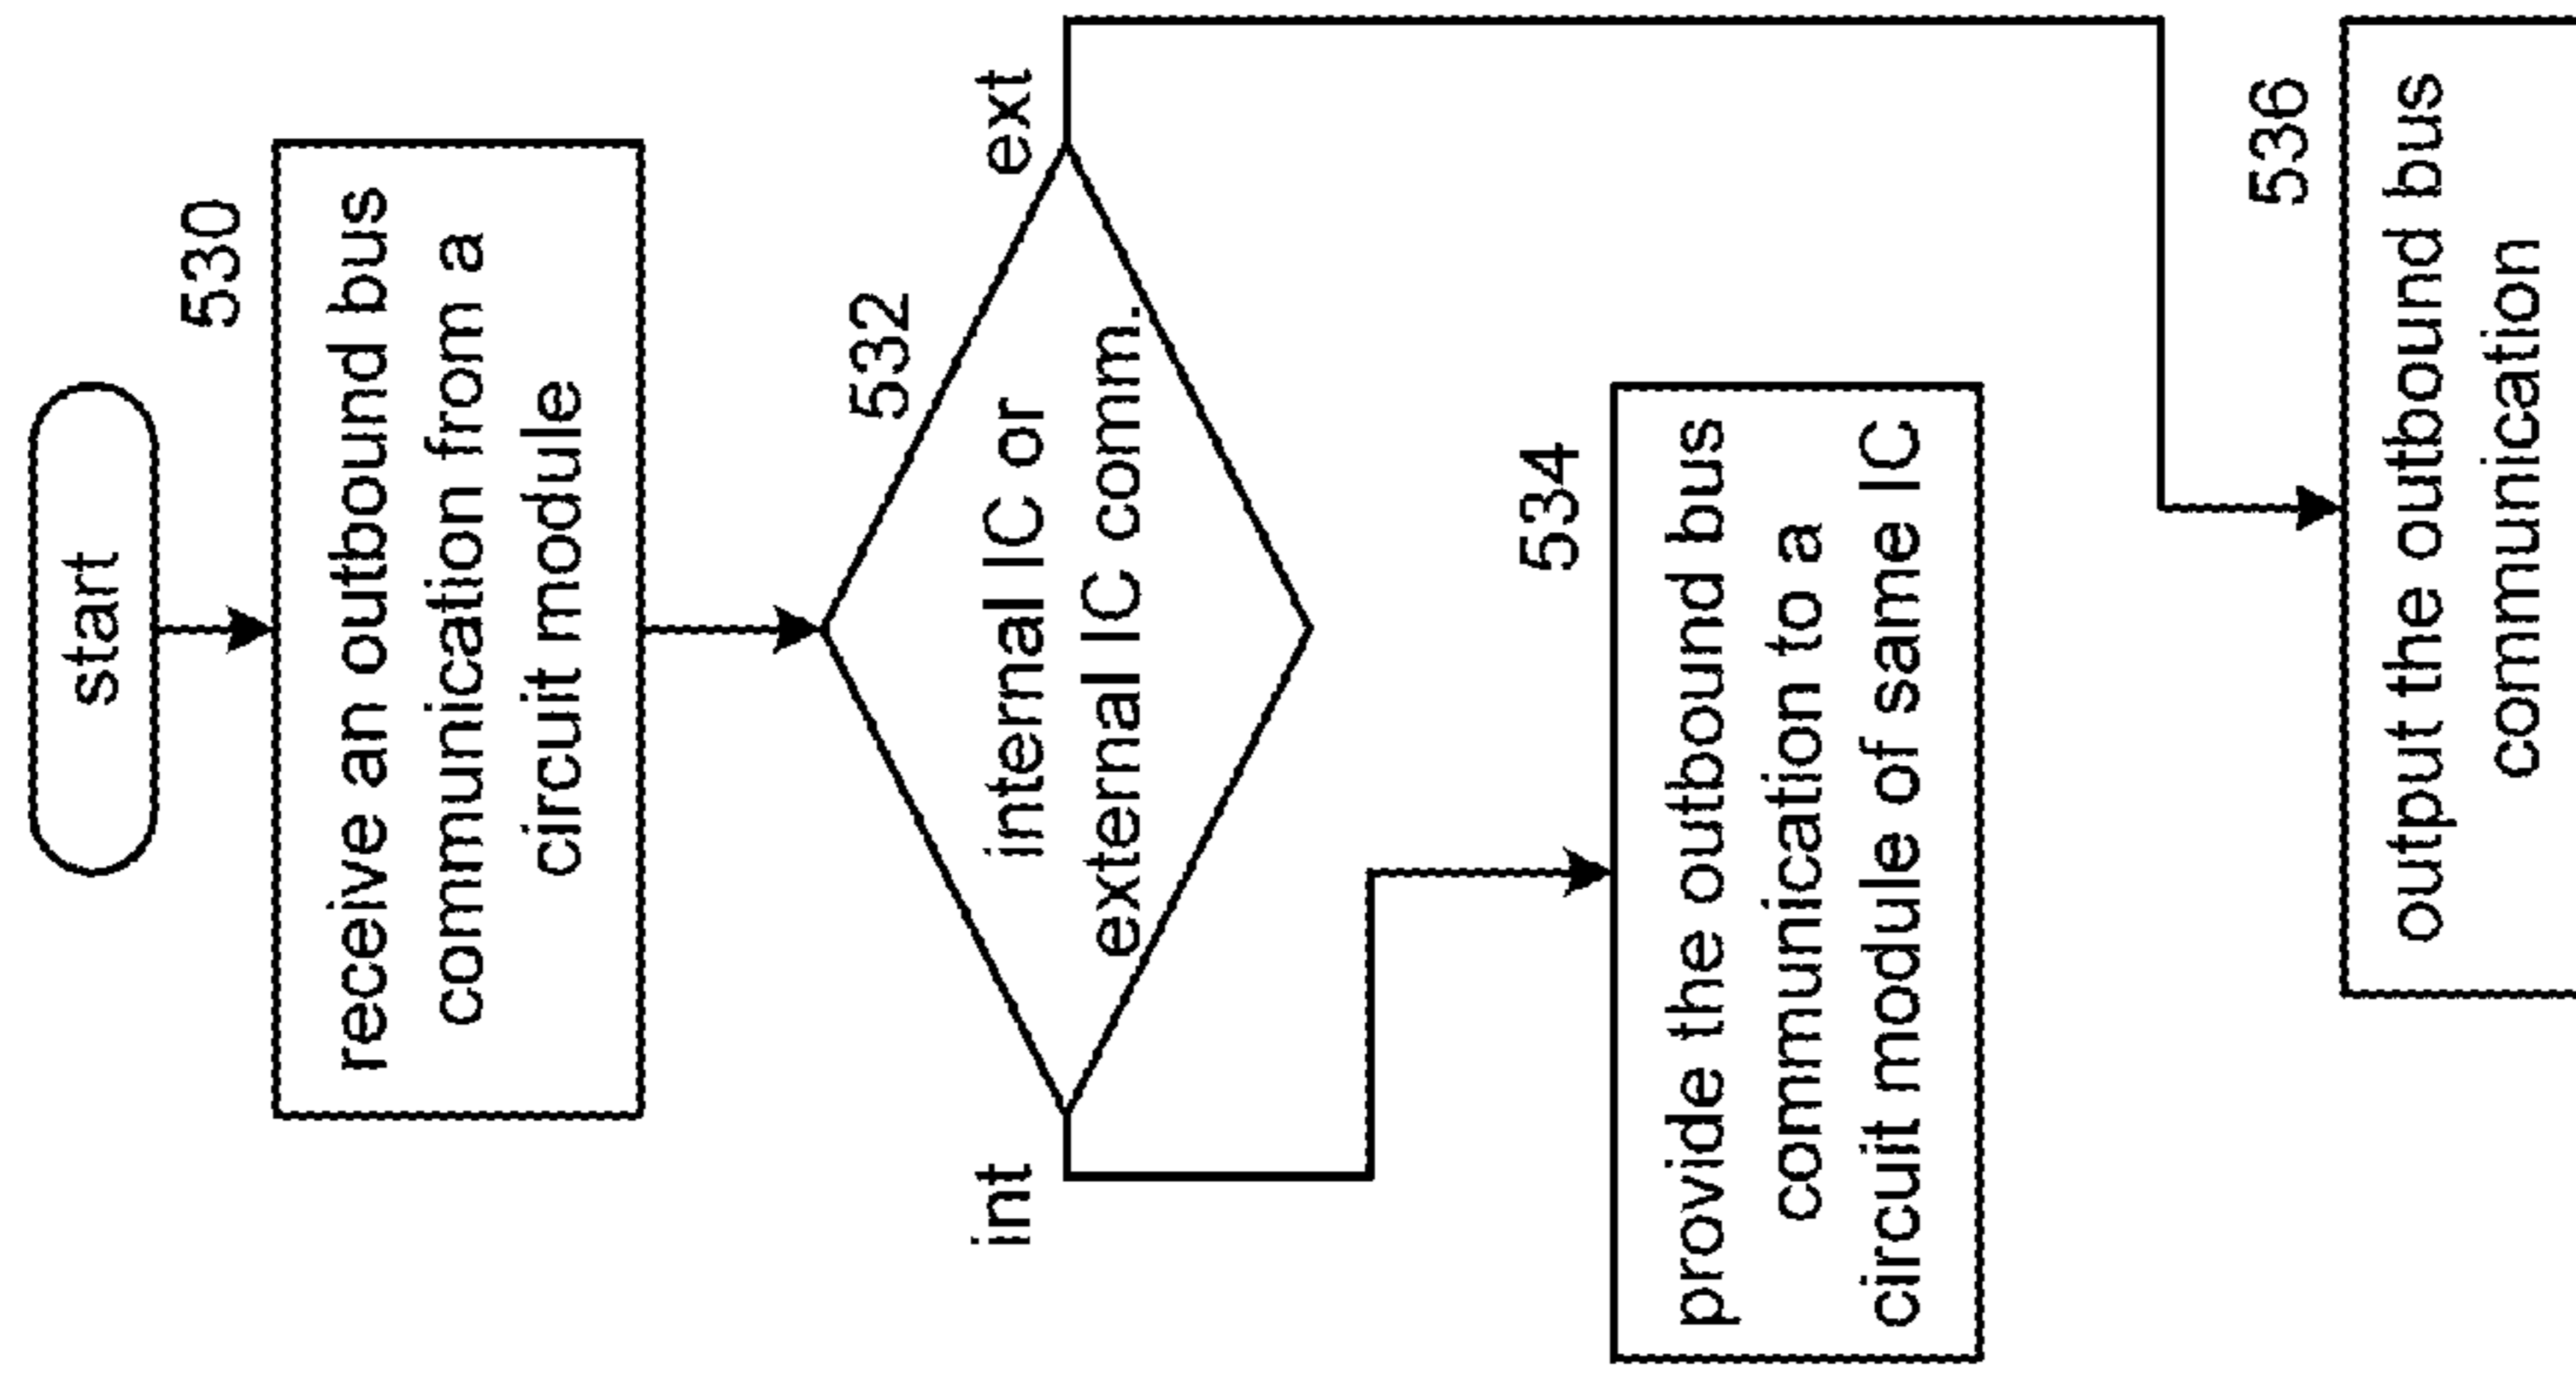 start
530
receive an outbound bus
communication from a
circuit module
532
internal IC or
external IC comm.
int
ext
534
provide the outbound bus
communication to a
circuit module of same IC
536
output the outbound bus
communication